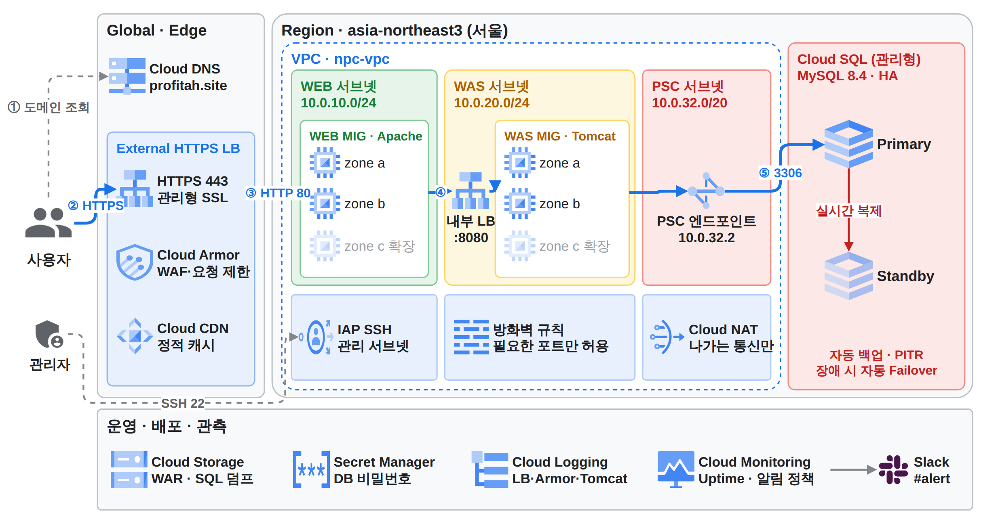 Global · Edge
Cloud DNS
profitah.site
① 도메인 조회
External HTTPS LB
HTTPS 443
관리형 SSL
② HTTPS
사용자
Cloud Armor
WAF·요청 제한
Cloud CDN
정적 캐시
관리자
SSH 22
Region · asia-northeast3 (서울)
VPC · npc-vpc
WEB 서브넷
10.0.10.0/24
WEB MIG · Apache
zone a
③ HTTP 80
zone b
zone c 확장
④
WAS 서브넷
10.0.20.0/24
내부 LB
:8080
WAS MIG · Tomcat
zone a
zone b
zone c 확장
PSC 서브넷
10.0.32.0/20
PSC 엔드포인트
10.0.32.2
⑤ 3306
Cloud SQL (관리형)
MySQL 8.4 · HA
Primary
실시간 복제
Standby
자동 백업 · PITR
장애 시 자동 Failover
IAP SSH
관리 서브넷
방화벽 규칙
필요한 포트만 허용
Cloud NAT
나가는 통신만
운영 · 배포 · 관측
Cloud Storage
WAR · SQL 덤프
[***]
Secret Manager
DB 비밀번호
Cloud Logging
LB·Armor·Tomcat
Cloud Monitoring
Uptime · 알림 정책
Slack
#alert